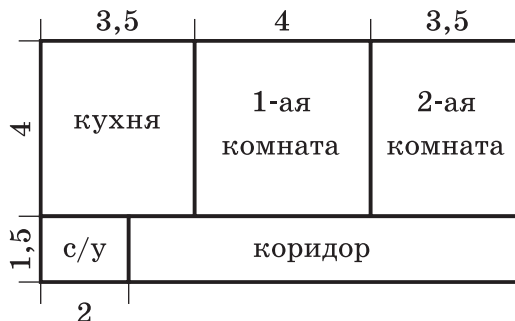 3,5 4 3,5
4
кухня
1-ая
комната
2-ая
комната
1,5
с/у
коридор
2